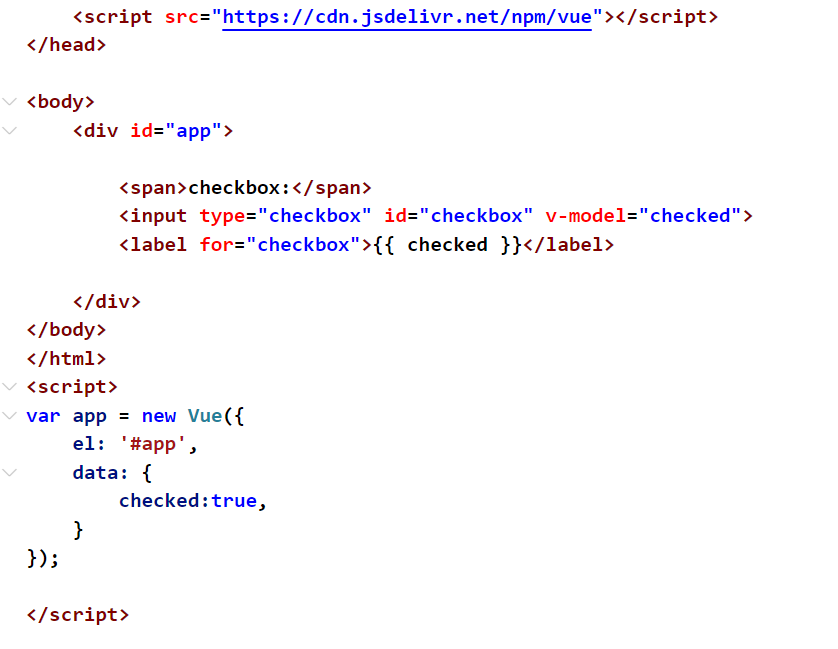 <script src="https://cdn.jsdelivr.net/npm/vue"></script>
</head>
<body>
<div id="app">
<span>checkbox:</span>
<input type="checkbox" id="checkbox" v-model="checked">
<label for="checkbox">{{ checked }}</label>
</div>
</body>
</html>
<script>
var app = new Vue({
el: '#app',
data: {
checked:true,
}
});
</script>